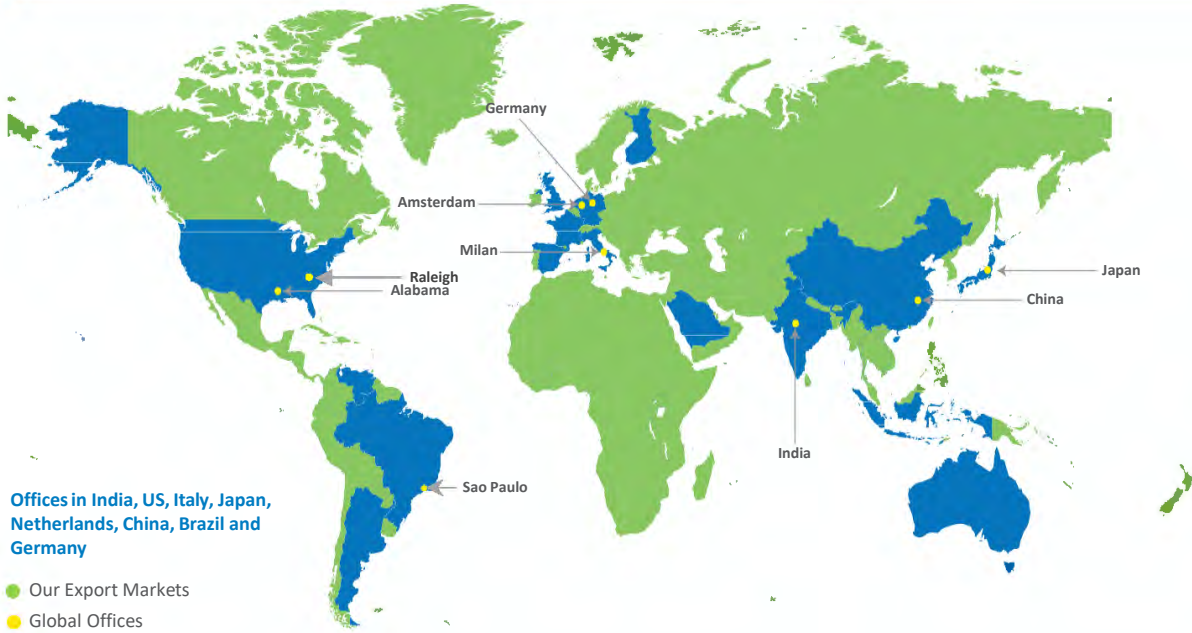 Germany
Amsterdam
Milan
Raleigh
Alabama
Japan
China
India
Sao Paulo
Offices in India, US, Italy, Japan,
Netherlands, China, Brazil and
Germany
Our Export Markets
Global Offices